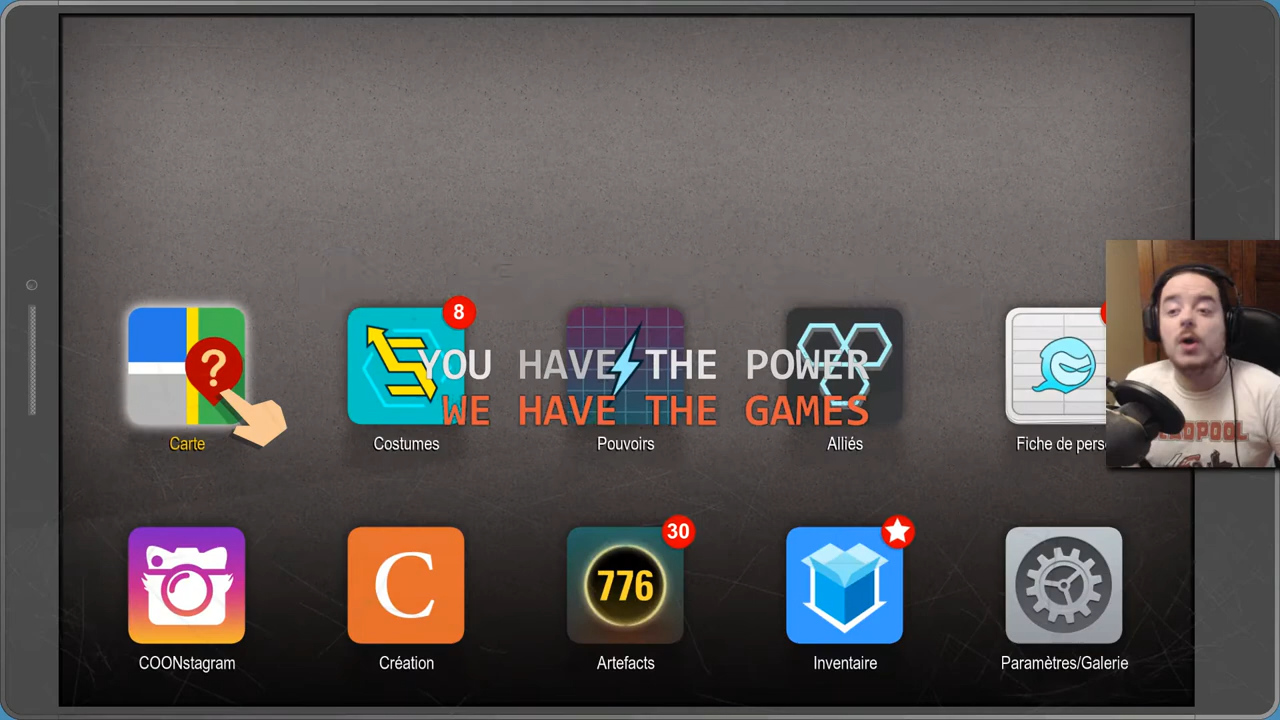 ?
8
YOU HAVE THE POWER
WE HAVE THE GAMES
Carte
Costumes
Pouvoirs
Alliés
Fiche de perso
C
30
776
COONstagram
Création
Artefacts
Inventaire
Paramètres/Galerie